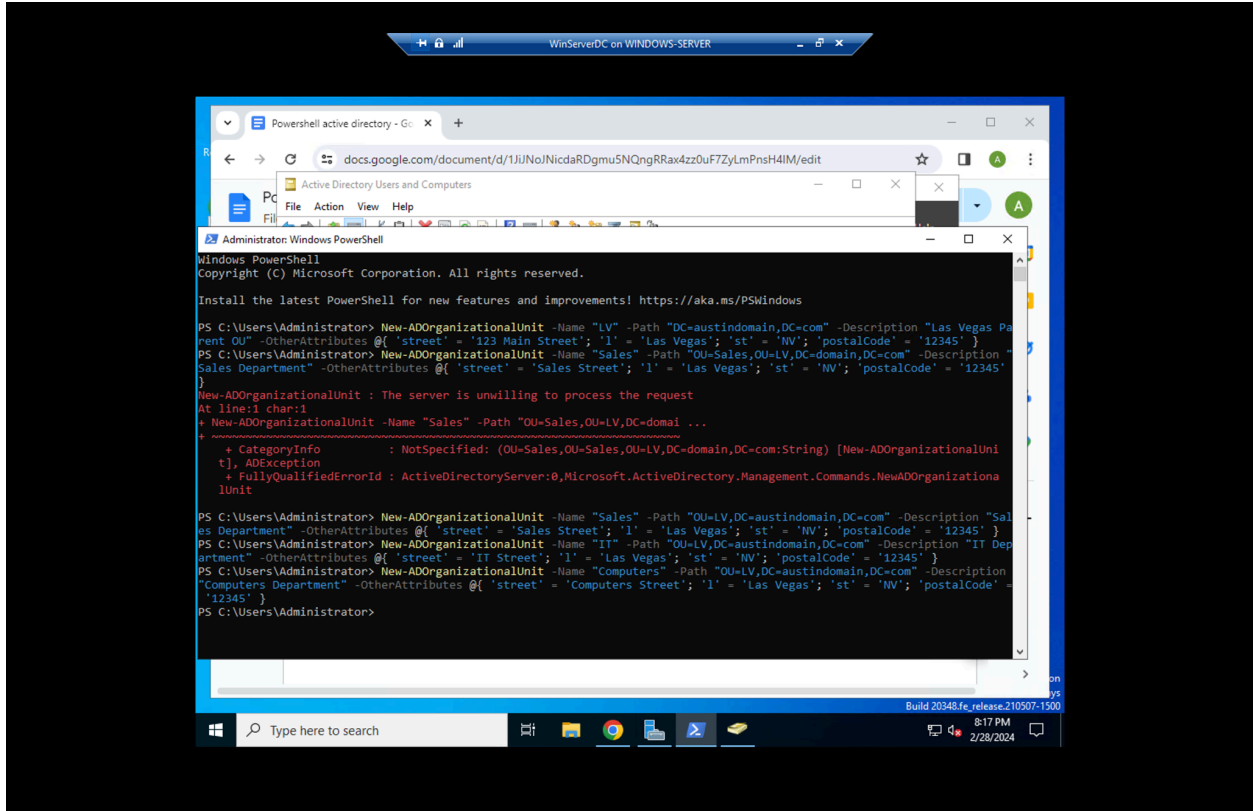 WinServerDC on WINDOWS-SERVER
Powershell active directory - Go
docs.google.com/document/d/1JiJNoJNicdaRDgmu5NQngRRax4zz0uF7ZyLmPnsH4IM/edit
Active Directory Users and Computers
File Action View Help
A
A
Administrator: Windows PowerShell
Windows PowerShell
Copyright (C) Microsoft Corporation. All rights reserved.
Install the latest PowerShell for new features and improvements! https://aka.ms/PSWindows
PS C:\Users\Administrator> New-ADOrganizationalUnit -Name "LV" -Path "DC=austindomain,DC=com" -Description "Las Vegas Pa
rent OU" -OtherAttributes @{ 'street' = '123 Main Street'; 'l' = 'Las Vegas'; 'st' = 'NV'; 'postalCode' = '12345' }
PS C:\Users\Administrator> New-ADOrganizationalUnit -Name "Sales" -Path "OU=Sales,OU=LV,DC=domain,DC=com" -Description "
Sales Department" -OtherAttributes @{ 'street' = 'Sales Street'; 'l' = 'Las Vegas'; 'st' = 'NV'; 'postalCode' = '12345'
}
New-ADOrganizationalUnit : The server is unwilling to process the request
At line:1 char:1
+ New-ADOrganizationalUnit -Name "Sales" -Path "OU=Sales,OU=LV,DC=domai ...
+ ~~~~~~~~~~~~~~~~~~~~~~~~~~~~~~~~~~~~~~~~~~~~~~~~~~~~~~~~~~~~~~~~~~~~~
+ CategoryInfo : NotSpecified: (OU=Sales,OU=Sales,OU=LV,DC=domain,DC=com:String) [New-ADOrganizationalUni
t], ADException
+ FullyQualifiedErrorId : ActiveDirectoryServer:0,Microsoft.ActiveDirectory.Management.Commands.NewADOrganizationa
lUnit
PS C:\Users\Administrator> New-ADOrganizationalUnit -Name "Sales" -Path "OU=LV,DC=austindomain,DC=com" -Description "Sal
es Department" -OtherAttributes @{ 'street' = 'Sales Street'; 'l' = 'Las Vegas'; 'st' = 'NV'; 'postalCode' = '12345' }
PS C:\Users\Administrator> New-ADOrganizationalUnit -Name "IT" -Path "OU=LV,DC=austindomain,DC=com" -Description "IT Dep
artment" -OtherAttributes @{ 'street' = 'IT Street'; 'l' = 'Las Vegas'; 'st' = 'NV'; 'postalCode' = '12345' }
PS C:\Users\Administrator> New-ADOrganizationalUnit -Name "Computers" -Path "OU=LV,DC=austindomain,DC=com" -Description
"Computers Department" -OtherAttributes @{ 'street' = 'Computers Street'; 'l' = 'Las Vegas'; 'st' = 'NV'; 'postalCode' =
'12345' }
PS C:\Users\Administrator>
on
ys
Build 20348.fe_release.210507-1500
Type here to search
8:17 PM
2/28/2024